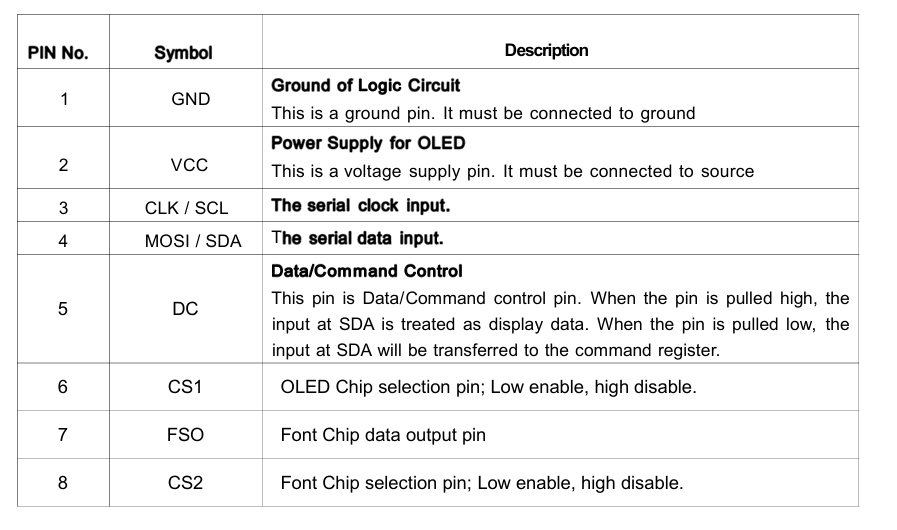 PIN No. Symbol Description
1 GND Ground of Logic Circuit
This is a ground pin. It must be connected to ground
2 VCC Power Supply for OLED
This is a voltage supply pin. It must be connected to source
3 CLK / SCL The serial clock input.
4 MOSI / SDA The serial data input.
5 DC Data/Command Control
This pin is Data/Command control pin. When the pin is pulled high, the
input at SDA is treated as display data. When the pin is pulled low, the
input at SDA will be transferred to the command register.
6 CS1 OLED Chip selection pin; Low enable, high disable.
7 FSO Font Chip data output pin
8 CS2 Font Chip selection pin; Low enable, high disable.